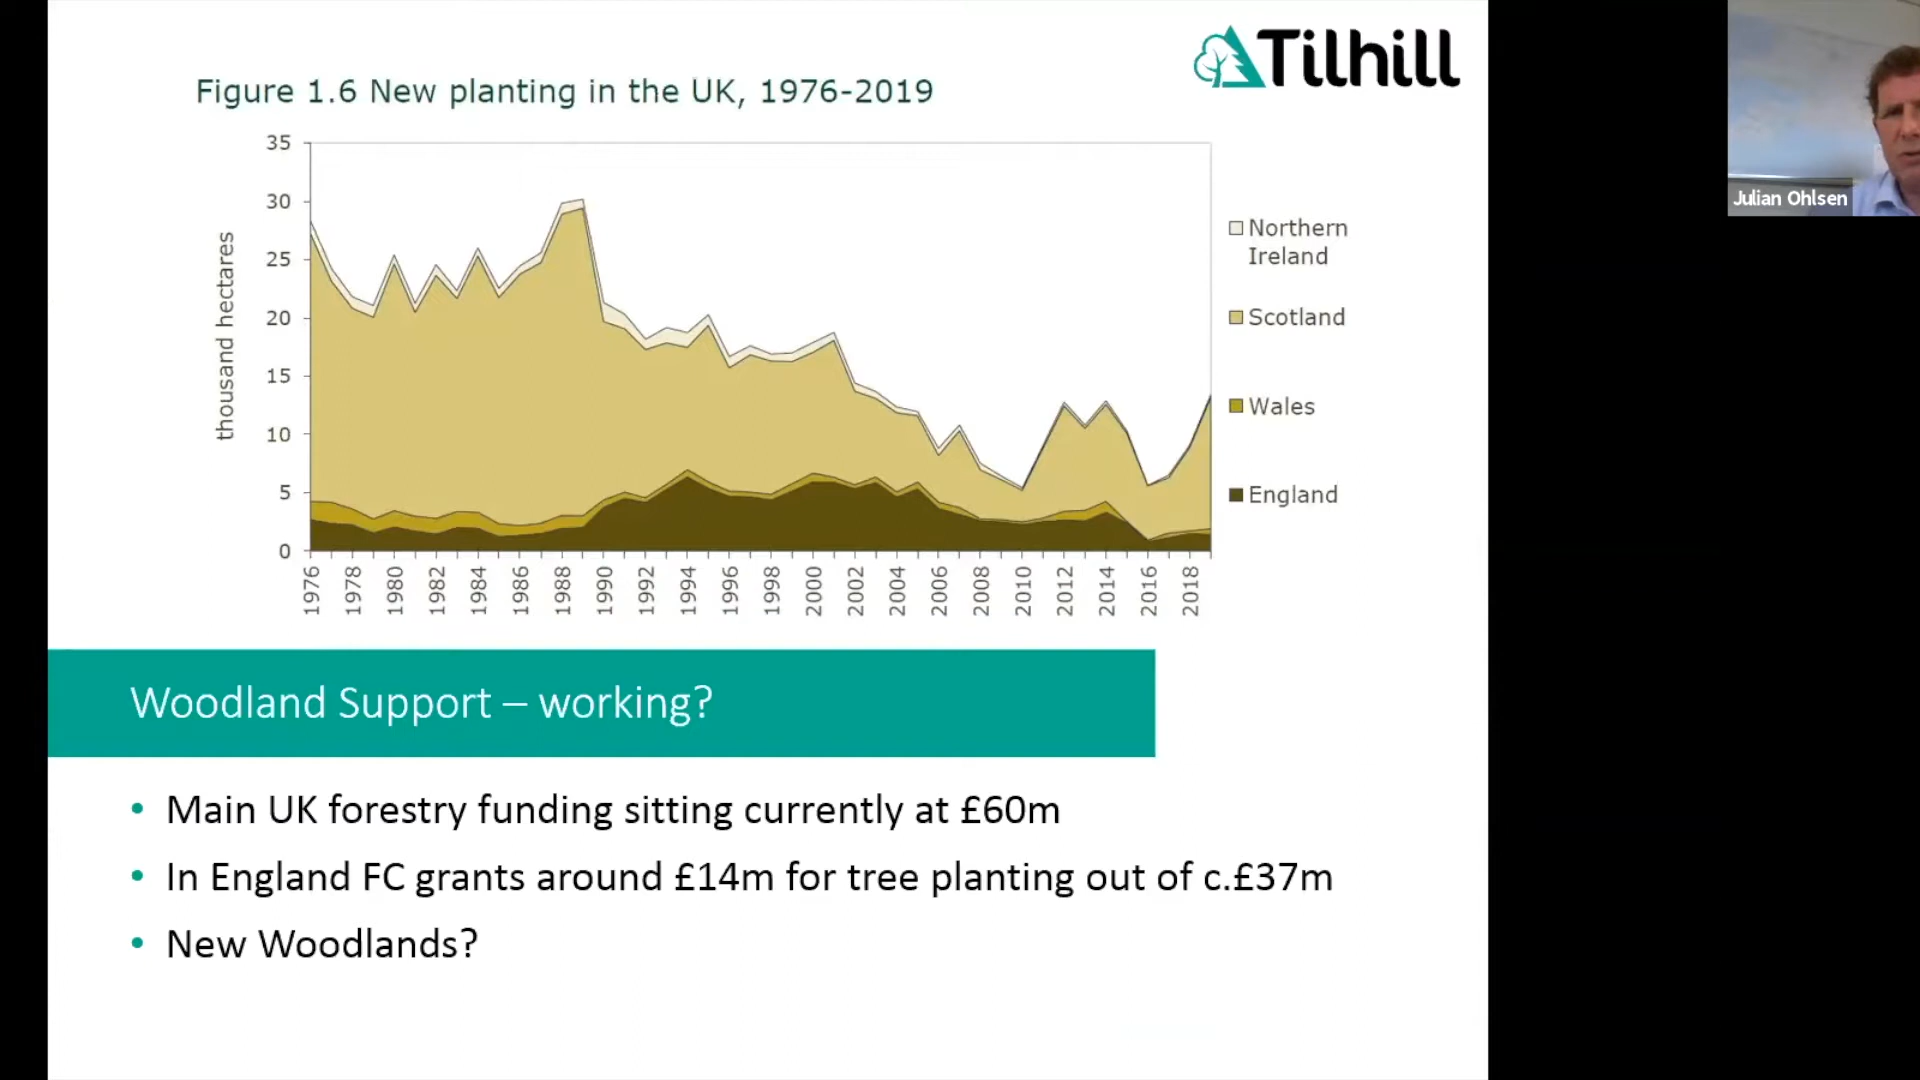 Tilhill
Figure 1.6 New planting in the UK, 1976-2019
35
30
25
20
15
10
5
0
thousand hectares
1976
1978
1980
1982
1984
1986
1988
1990
1992
1994
1996
1998
2000
2002
2004
2006
2008
2010
2012
2014
2016
2018
Northern
Ireland
Scotland
Wales
England
Julian Ohlsen
Woodland Support – working?
• Main UK forestry funding sitting currently at £60m
• In England FC grants around £14m for tree planting out of c.£37m
• New Woodlands?